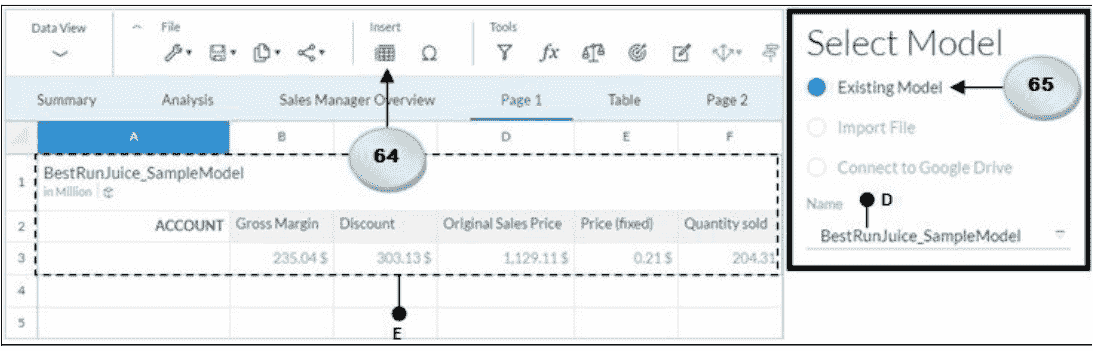 Data View File Insert Tools
fx
Summary Analysis Sales Manager Overview Page 1 Table Page 2
A B D E F
64
1 BestRunJuice_SampleModel
in Million
2 ACCOUNT Gross Margin Discount Original Sales Price Price (fixed) Quantity sold
3 235.04 $ 303.13 $ 1,129.11 $ 0.21 $ 204.31
4
5
E
Select Model
Existing Model
65
Import File
Connect to Google Drive
Name
D
BestRunJuice_SampleModel